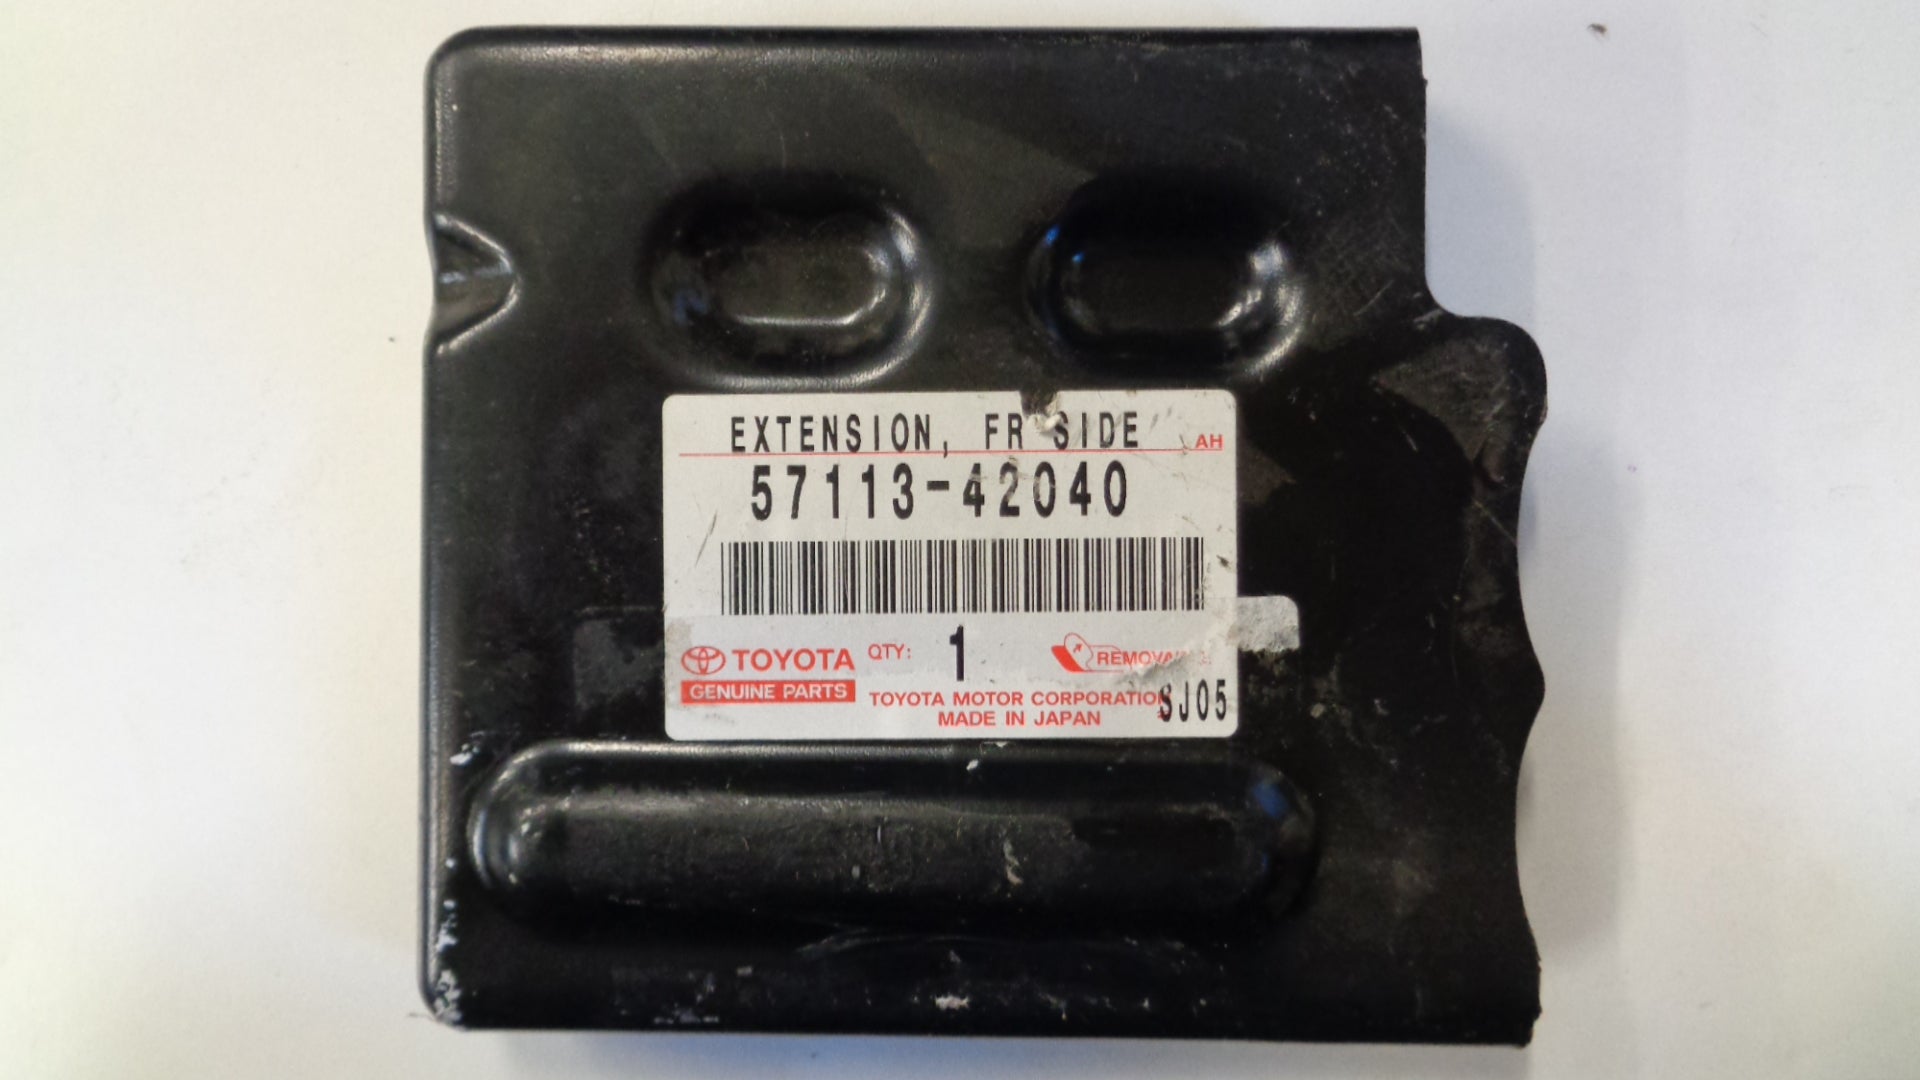 EXTENSION, FR SIDE AH
57113-42040
TOYOTA QTY: 1
GENUINE PARTS
TOYOTA MOTOR CORPORATION
MADE IN JAPAN
SJ05